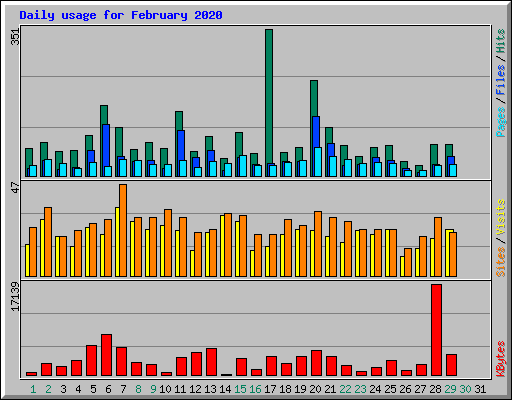 Daily usage for February 2020
351
Pages / Files / Hits
47
Sites / Visits
17139
KBytes
1 2 3 4 5 6 7 8 9 10 11 12 13 14 15 16 17 18 19 20 21 22 23 24 25 26 27 28 29 30 31